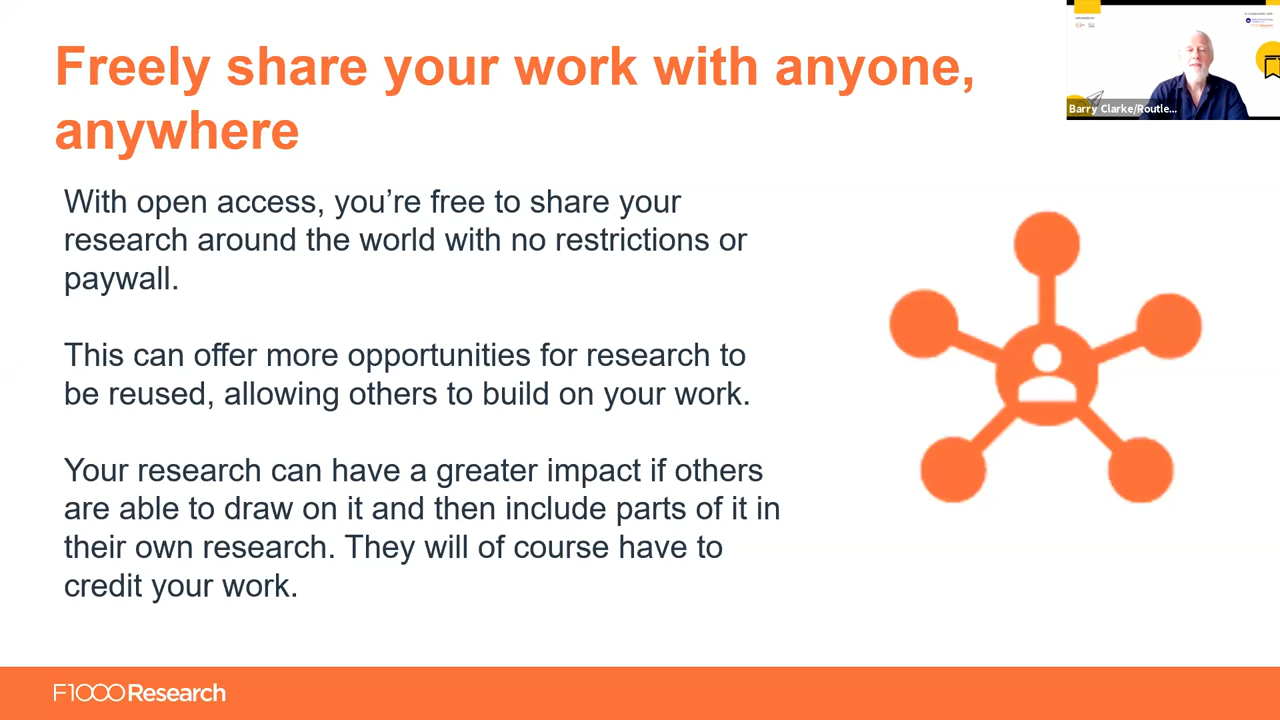 Freely share your work with anyone,
anywhere
With open access, you’re free to share your
research around the world with no restrictions or
paywall.
This can offer more opportunities for research to
be reused, allowing others to build on your work.
Your research can have a greater impact if others
are able to draw on it and then include parts of it in
their own research. They will of course have to
credit your work.
F1000Research
Barry Clarke/Routle...